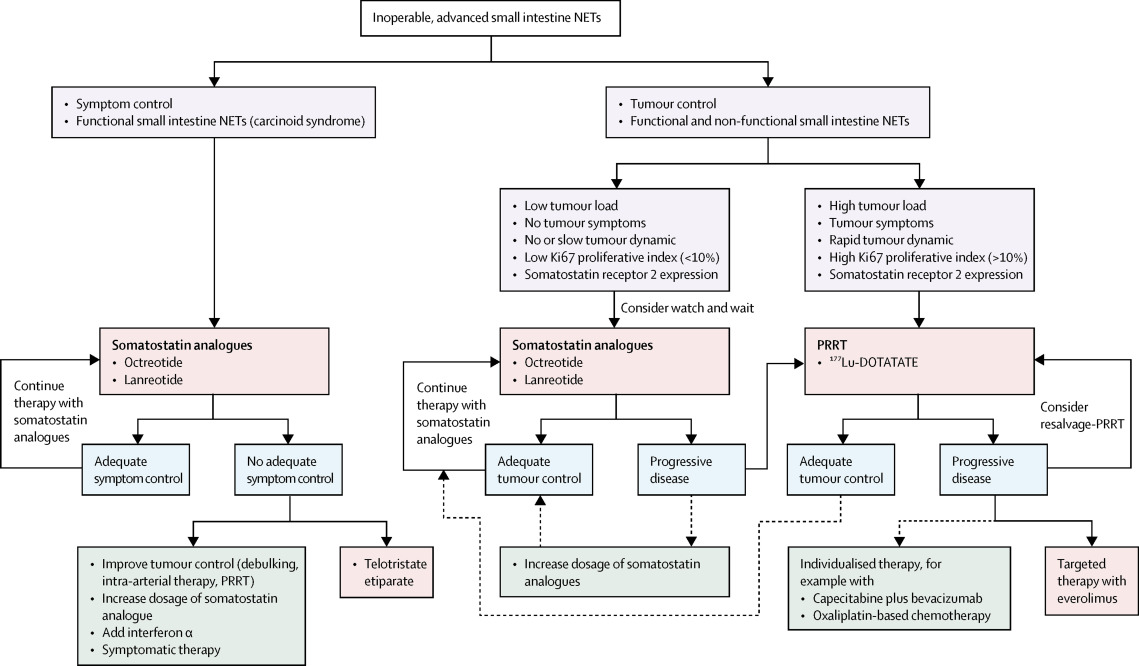 Inoperable, advanced small intestine NETs
• Symptom control
• Functional small intestine NETs (carcinoid syndrome)
• Tumour control
• Functional and non-functional small intestine NETs
• Low tumour load
• No tumour symptoms
• No or slow tumour dynamic
• Low Ki67 proliferative index (<10%)
• Somatostatin receptor 2 expression
• High tumour load
• Tumour symptoms
• Rapid tumour dynamic
• High Ki67 proliferative index (>10%)
• Somatostatin receptor 2 expression
Consider watch and wait
Somatostatin analogues
• Octreotide
• Lanreotide
Somatostatin analogues
• Octreotide
• Lanreotide
PRRT
• ¹⁷⁷Lu-DOTATATE
Continue
therapy with
somatostatin
analogues
Continue
therapy with
somatostatin
analogues
Consider
resalvage-PRRT
Adequate
symptom control
No adequate
symptom control
Adequate
tumour control
Progressive
disease
Adequate
tumour control
Progressive
disease
• Improve tumour control (debulking,
intra-arterial therapy, PRRT)
• Increase dosage of somatostatin
analogue
• Add interferon α
• Symptomatic therapy
• Telotristate
etiparate
• Increase dosage of somatostatin
analogues
Individualised therapy, for
example with
• Capecitabine plus bevacizumab
• Oxaliplatin-based chemotherapy
Targeted
therapy with
everolimus